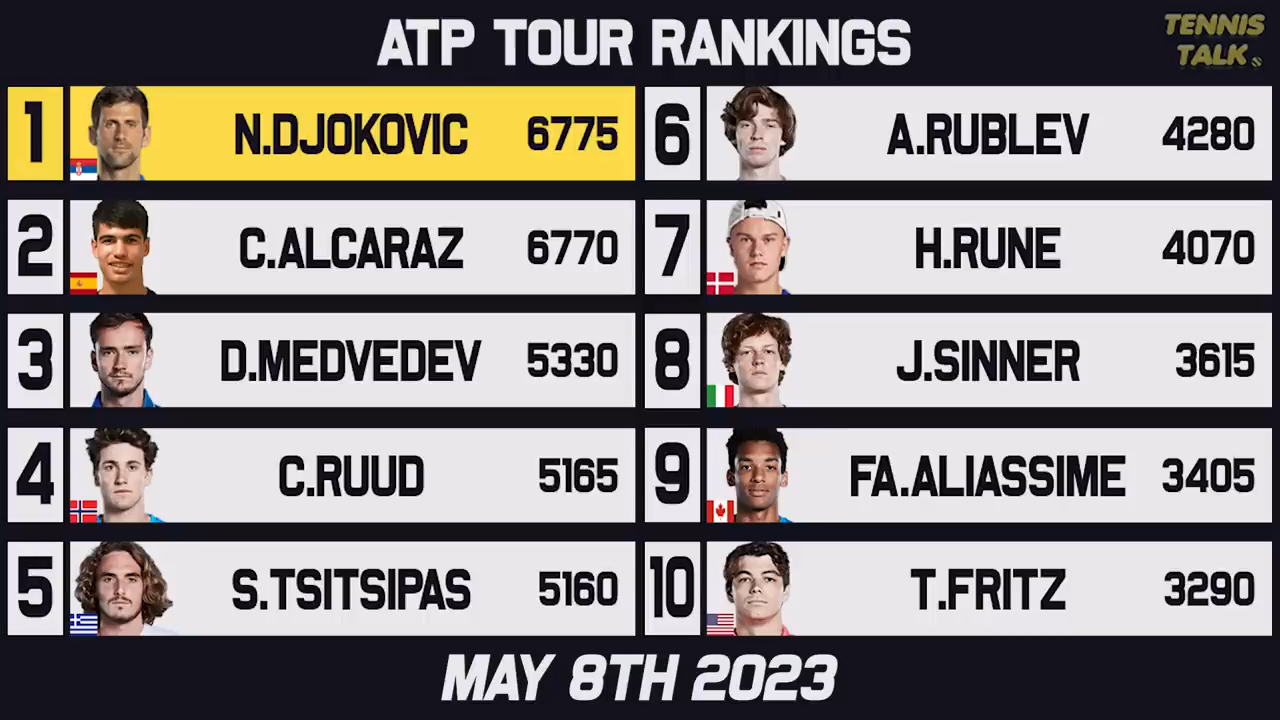 ATP TOUR RANKINGS
TENNIS
TALK
1 N.DJOKOVIC 6775
2 C.ALCARAZ 6770
3 D.MEDVEDEV 5330
4 C.RUUD 5165
5 S.TSITSIPAS 5160
6 A.RUBLEV 4280
7 H.RUNE 4070
8 J.SINNER 3615
9 FA.ALIASSIME 3405
10 T.FRITZ 3290
MAY 8TH 2023